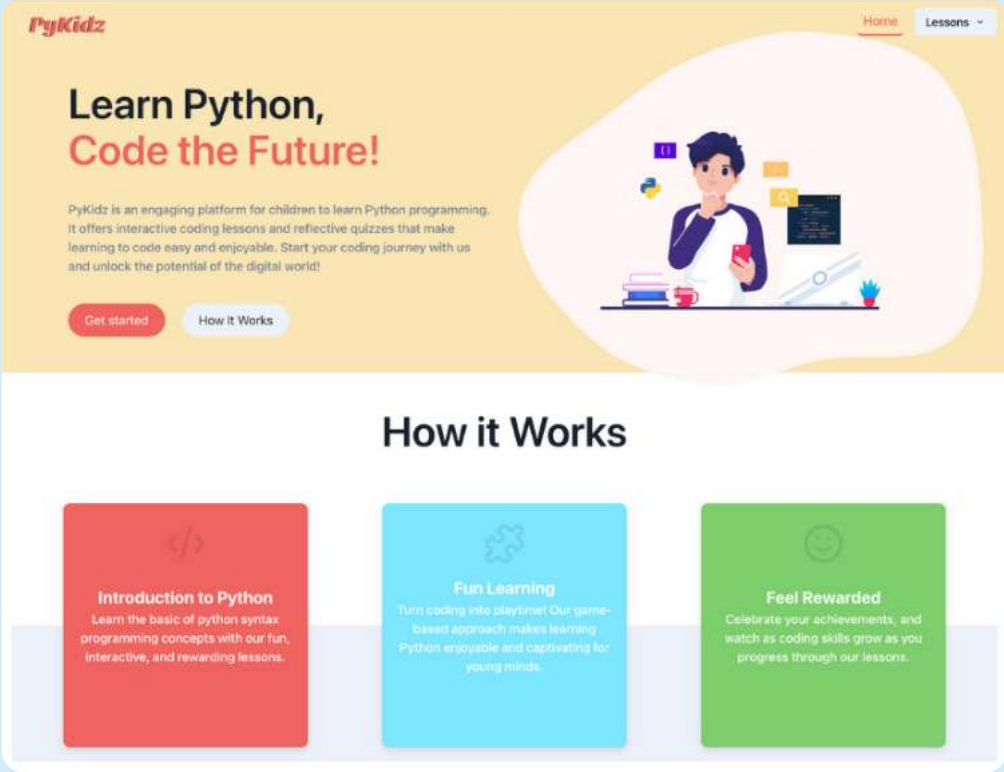 PyKidz
Home
Lessons
Learn Python,
Code the Future!
PyKidz is an engaging platform for children to learn Python programming.
It offers interactive coding lessons and reflective quizzes that make
learning to code easy and enjoyable. Start your coding journey with us
and unlock the potential of the digital world!
Get started
How it Works
How it Works
</>
Introduction to Python
Learn the basic of python syntax
programming concepts with our fun,
interactive, and rewarding lessons.
Fun Learning
Turn coding into playtime! Our game-
based approach makes learning
Python enjoyable and captivating for
young minds.
Feel Rewarded
Celebrate your achievements, and
watch as coding skills grow as you
progress through our lessons.